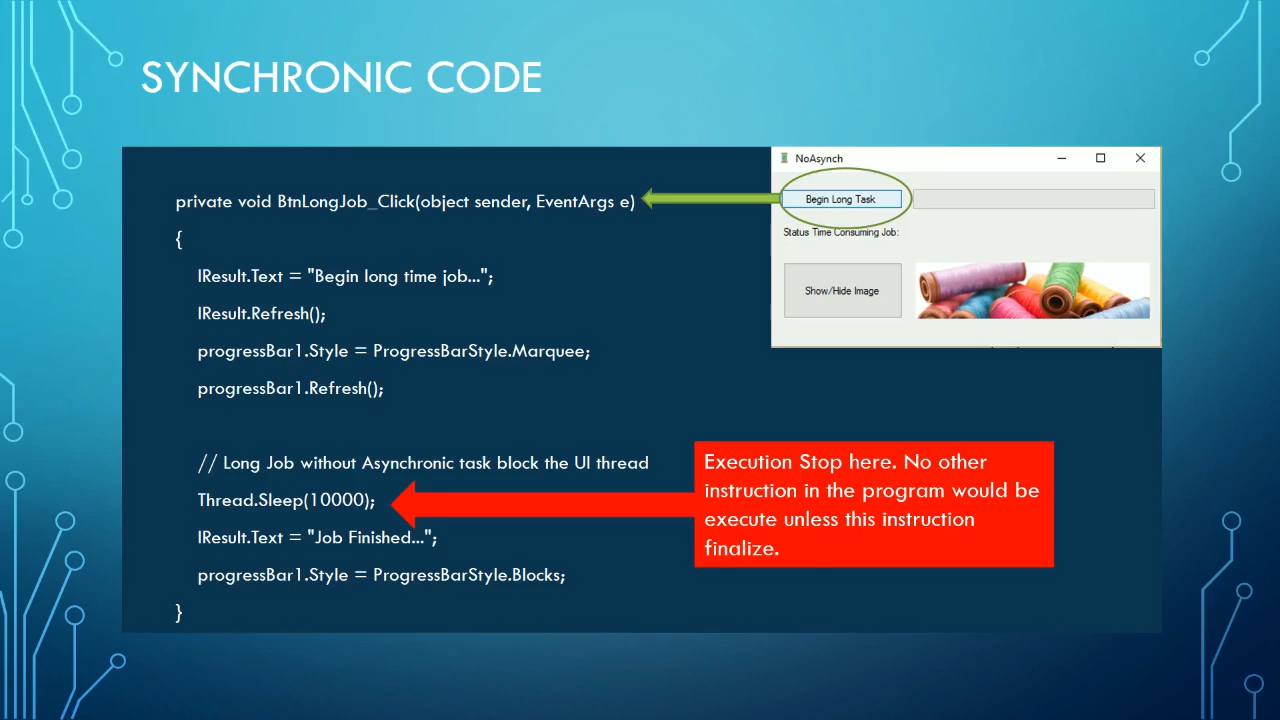 SYNCHRONIC CODE
private void BtnLongJob_Click(object sender, EventArgs e)
{
lResult.Text = "Begin long time job...";
lResult.Refresh();
progressBar1.Style = ProgressBarStyle.Marquee;
progressBar1.Refresh();
// Long Job without Asynchronic task block the UI thread
Thread.Sleep(10000);
lResult.Text = "Job Finished...";
progressBar1.Style = ProgressBarStyle.Blocks;
}
NoAsynch
Begin Long Task
Status Time Consuming Job:
Show/Hide Image
Execution Stop here. No other
instruction in the program would be
execute unless this instruction
finalize.